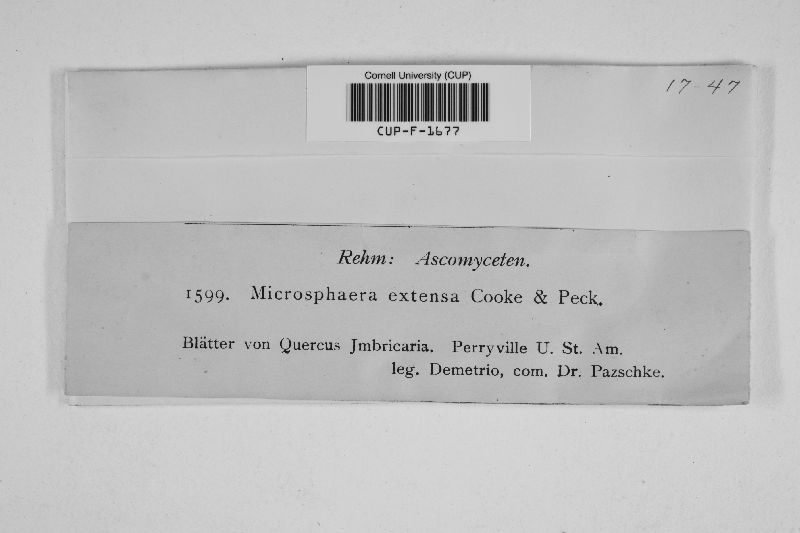 Cornell University (CUP)
CUP-F-1677
17-47
Rehm: Ascomyceten.
1599. Microsphaera extensa Cooke & Peck.
Blätter von Quercus Jmbricaria. Perryville U. St. Am.
leg. Demetrio, com. Dr. Pazschke.